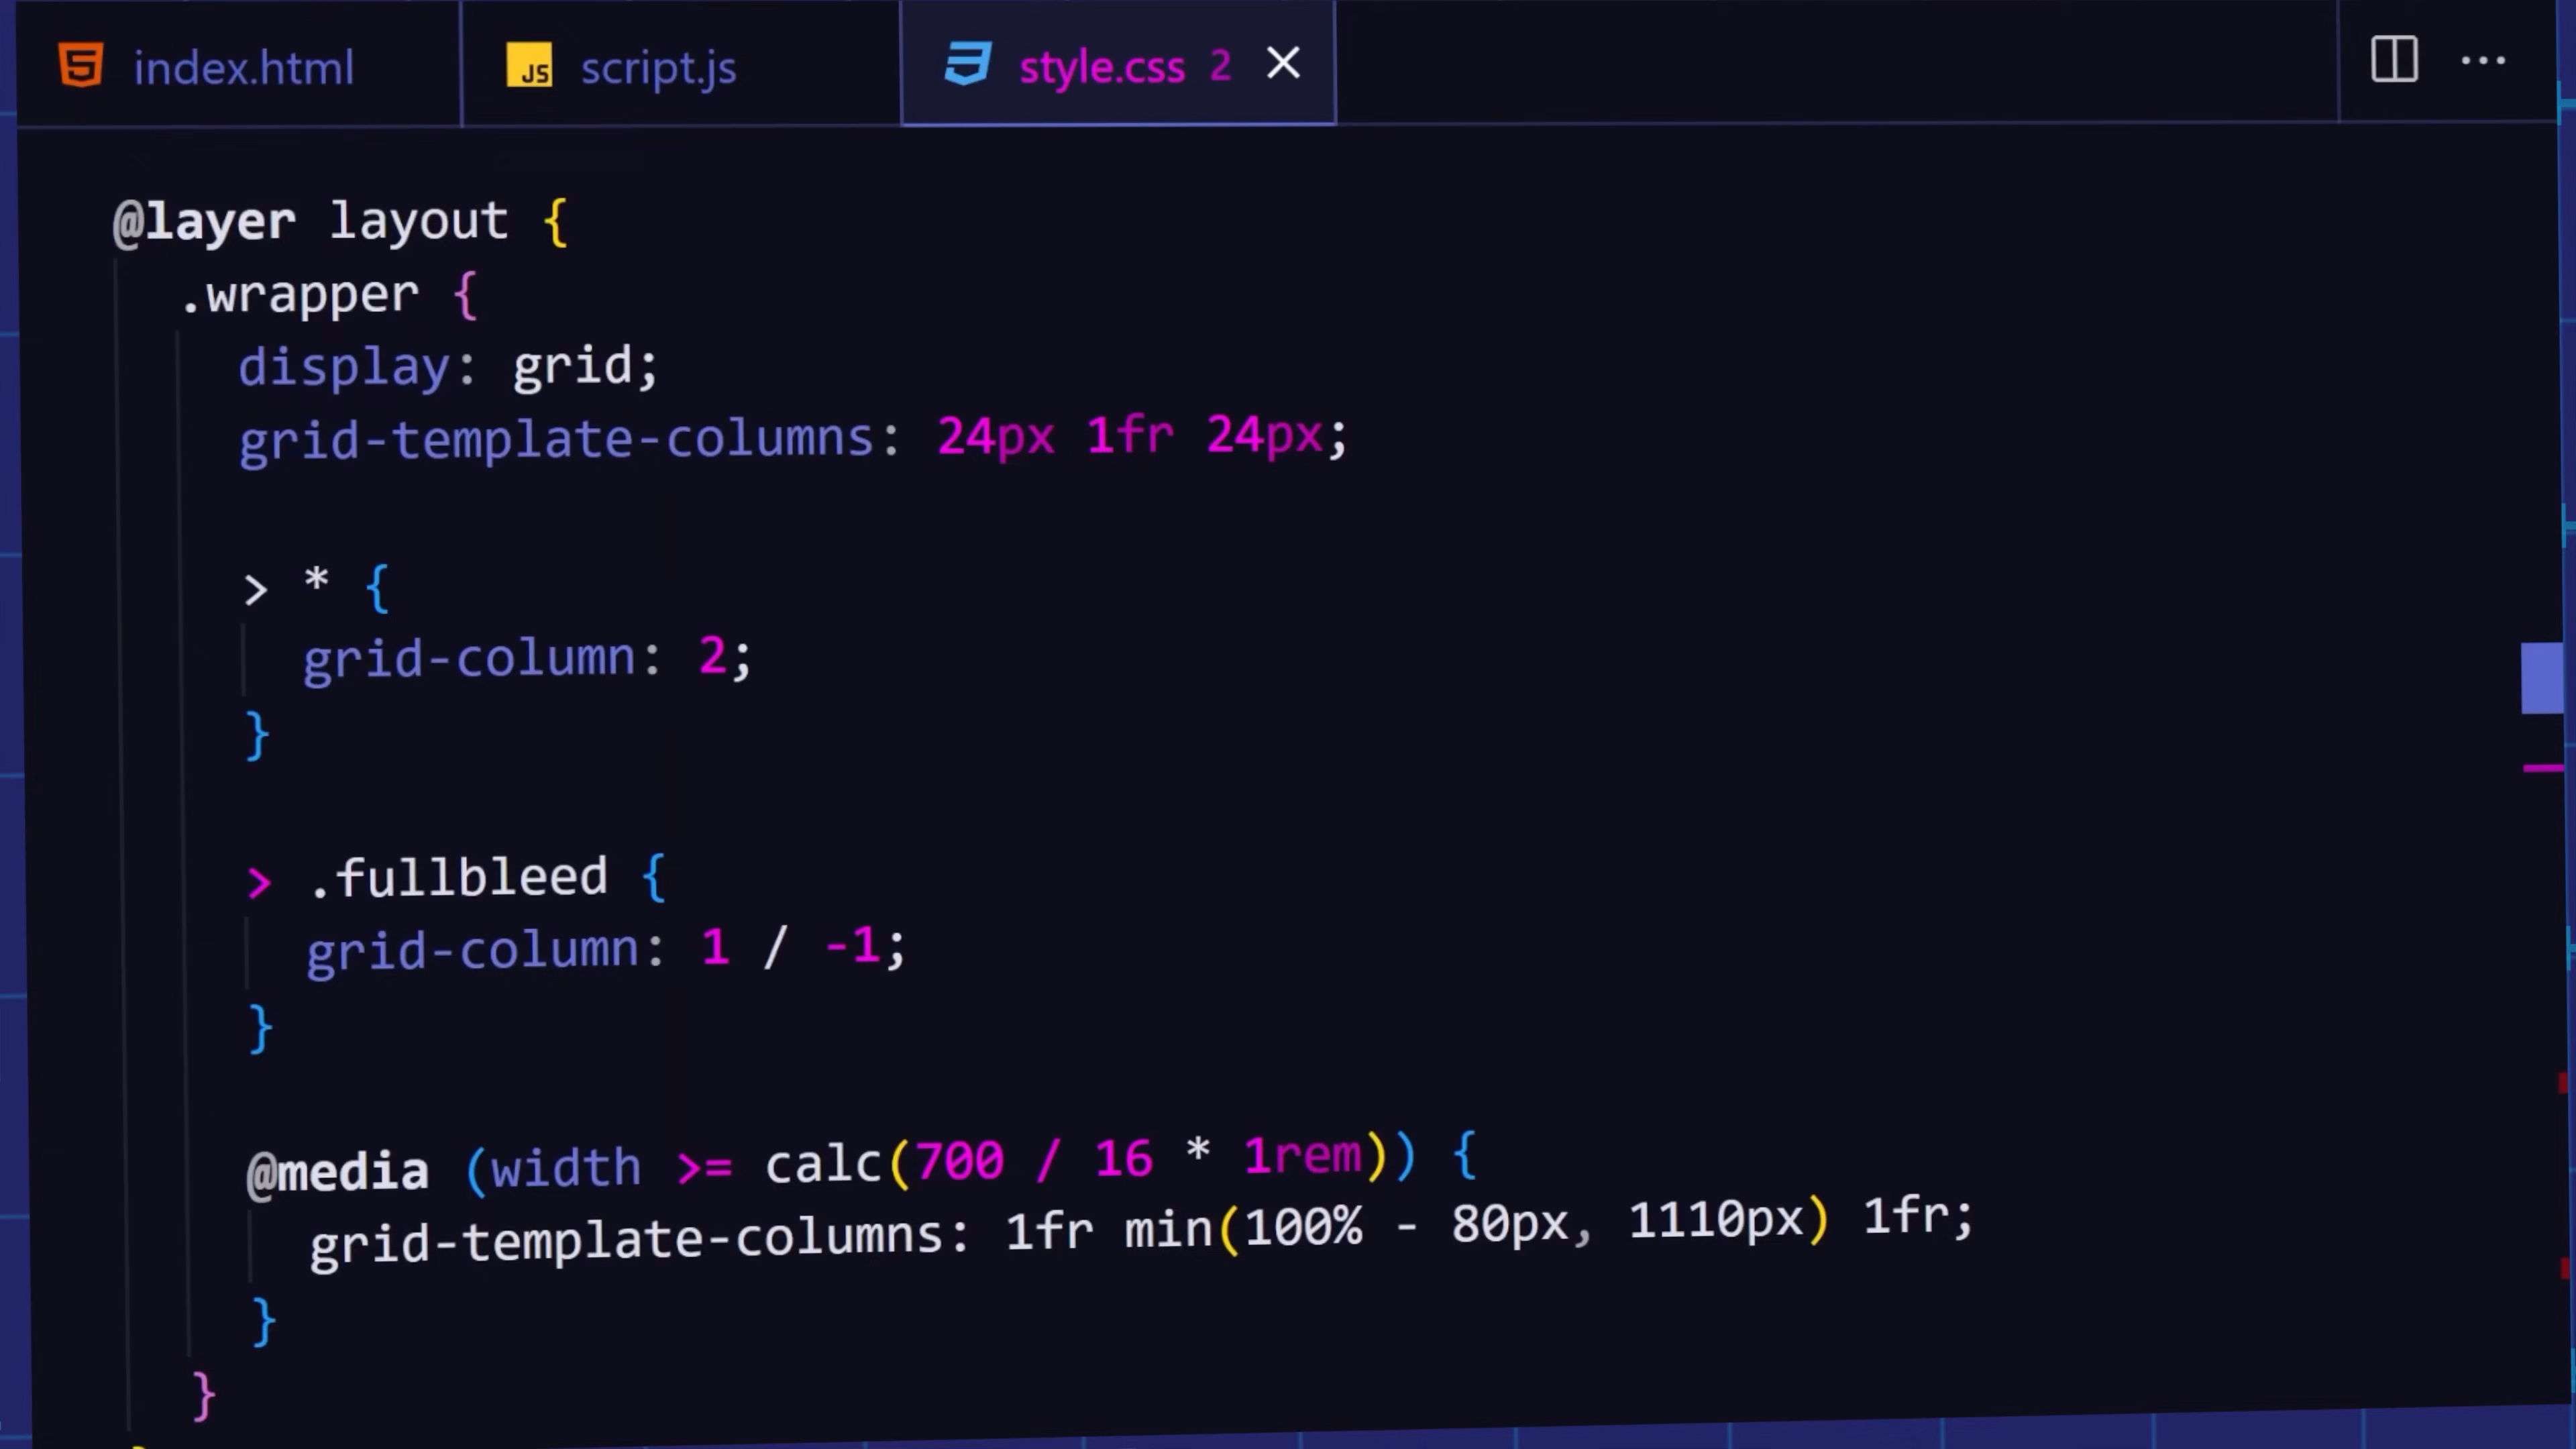 index.html script.js style.css 2
@layer layout {
.wrapper {
display: grid;
grid-template-columns: 24px 1fr 24px;
> * {
grid-column: 2;
}
> .fullbleed {
grid-column: 1 / -1;
}
@media (width >= calc(700 / 16 * 1rem)) {
grid-template-columns: 1fr min(100% - 80px, 1110px) 1fr;
}
}